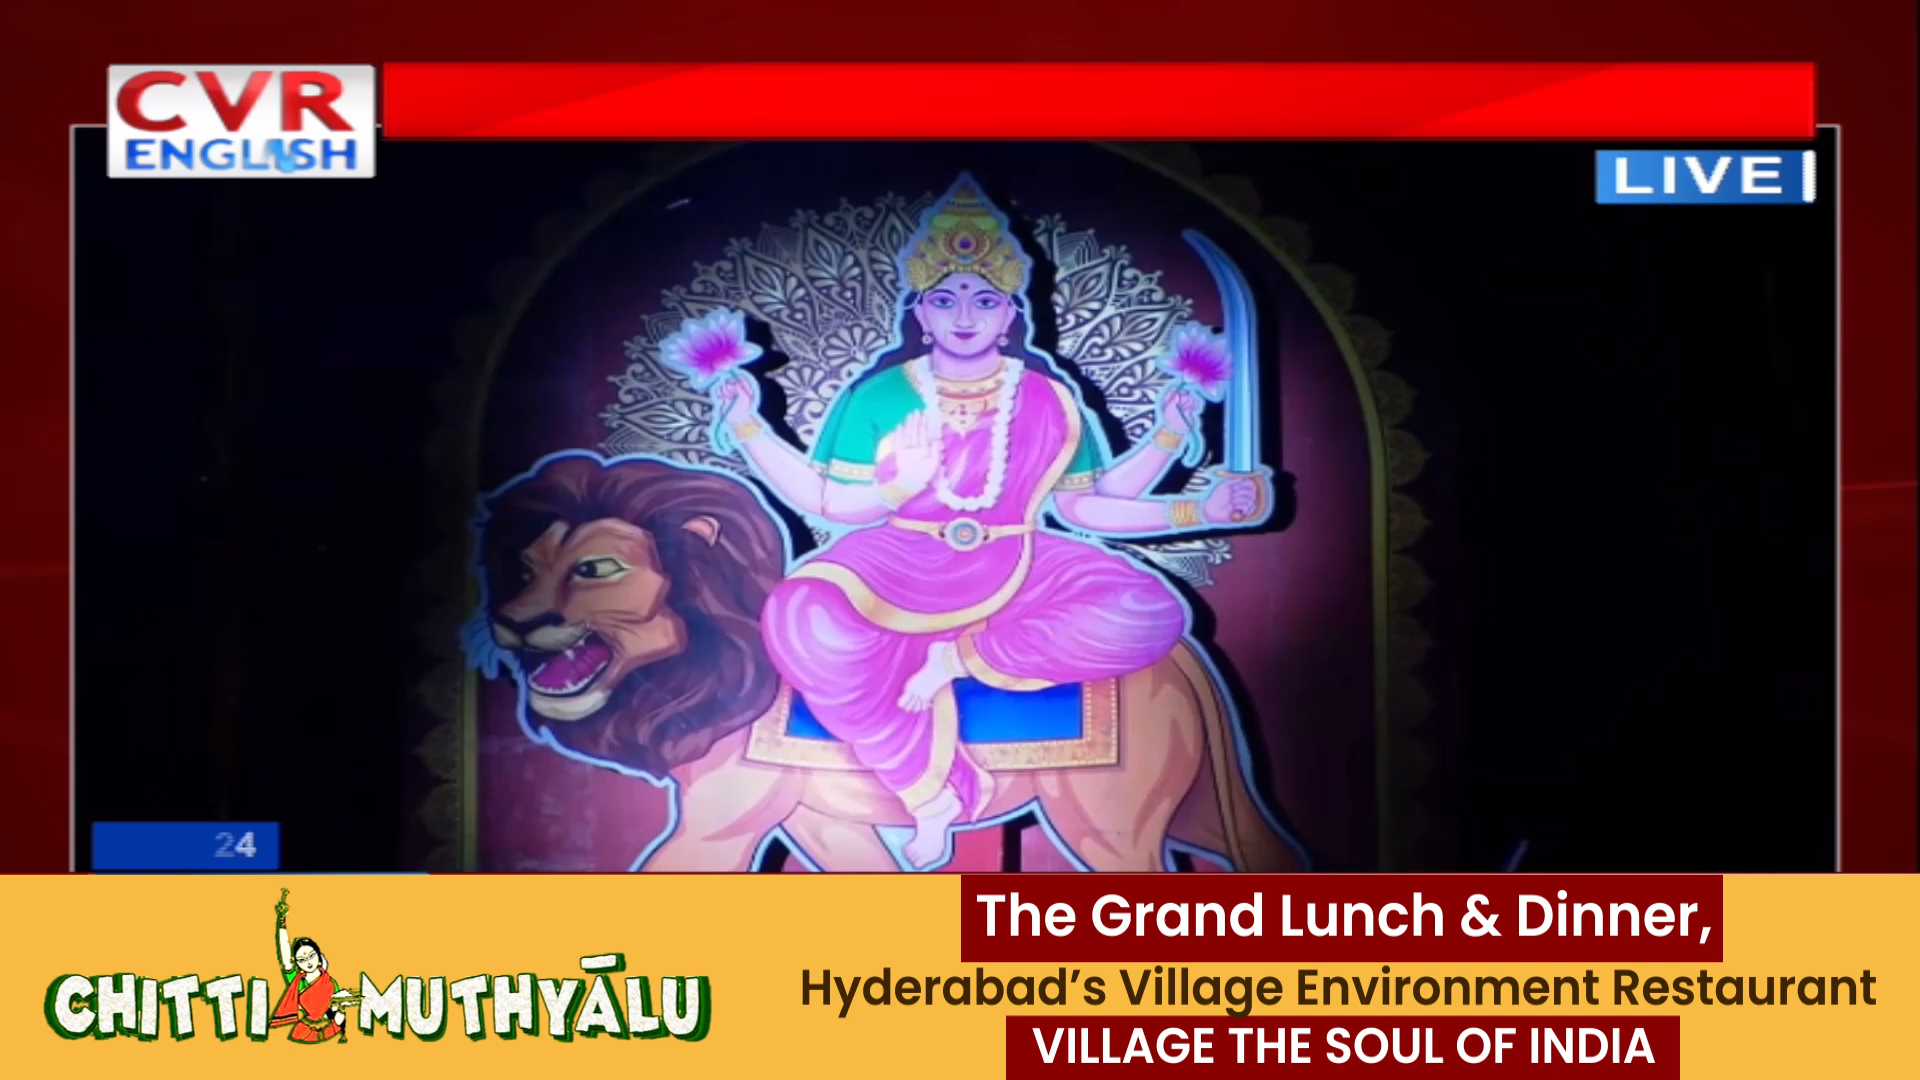 CVR
ENGLISH
LIVE
24
CHITTI MUTHYĀLU
The Grand Lunch & Dinner,
Hyderabad's Village Environment Restaurant
VILLAGE THE SOUL OF INDIA